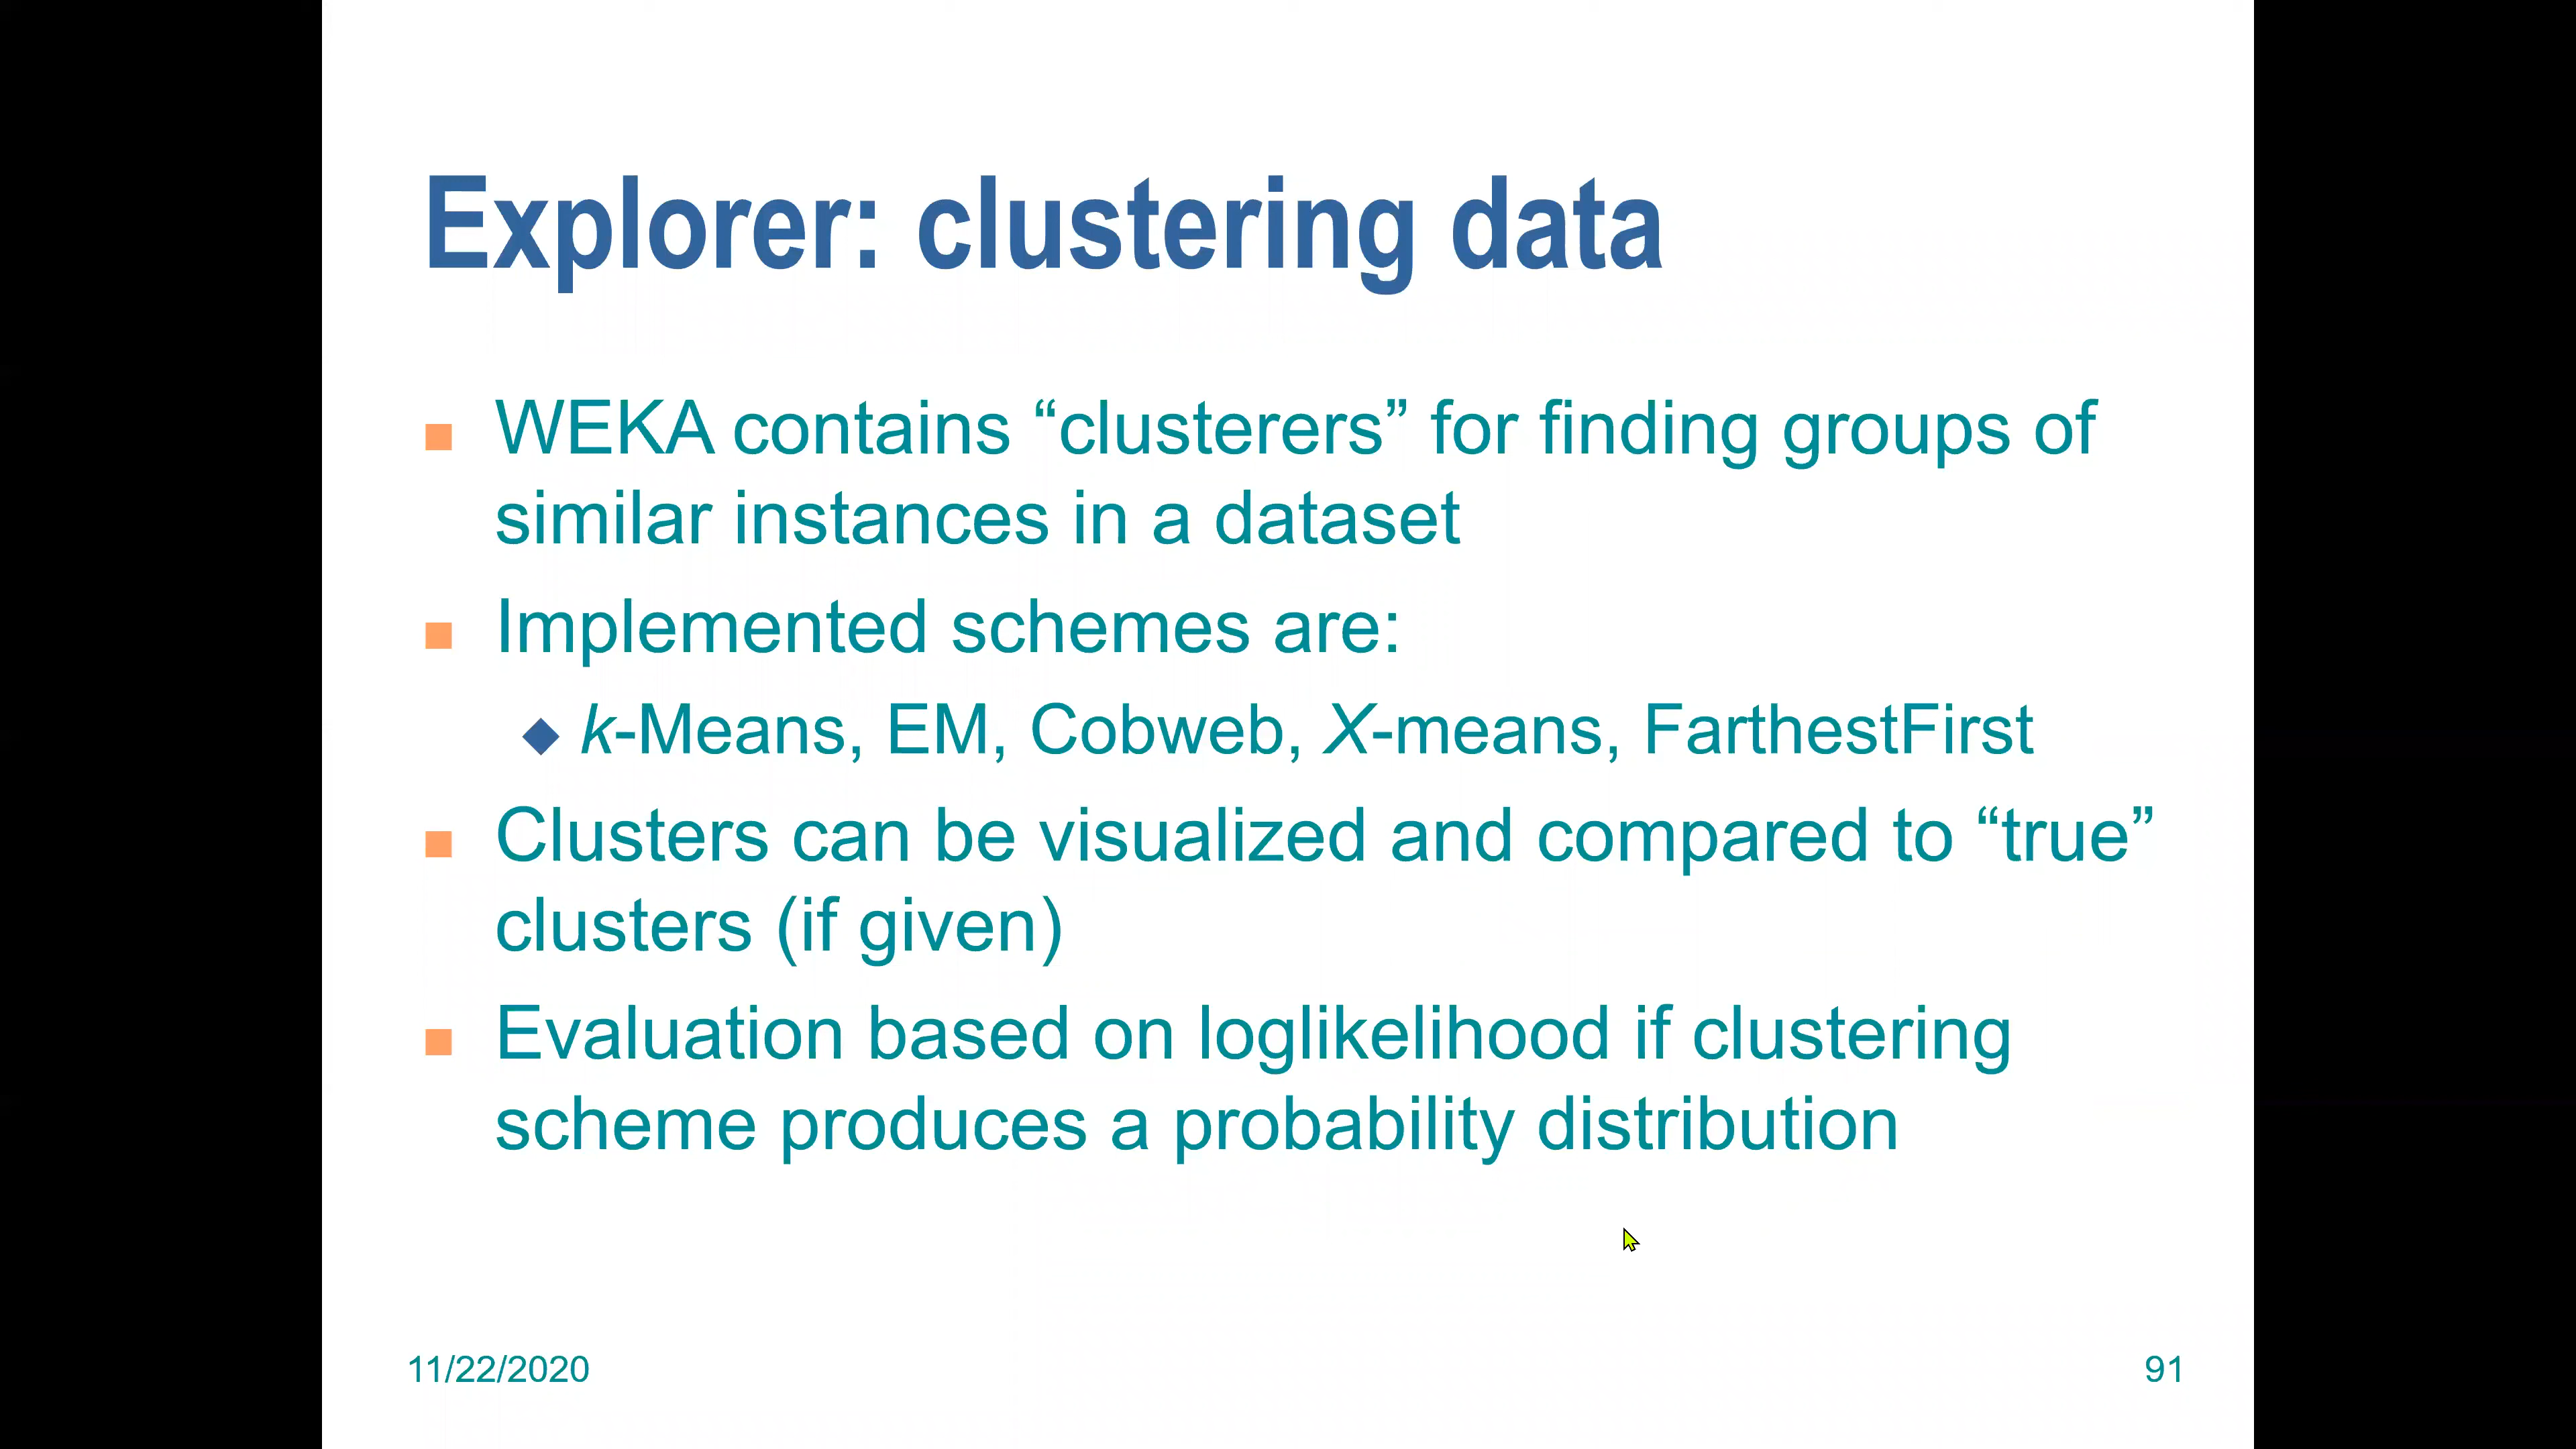 Explorer: clustering data
WEKA contains “clusterers” for finding groups of
similar instances in a dataset
Implemented schemes are:
k-Means, EM, Cobweb, X-means, FarthestFirst
Clusters can be visualized and compared to “true”
clusters (if given)
Evaluation based on loglikelihood if clustering
scheme produces a probability distribution
11/22/2020
91